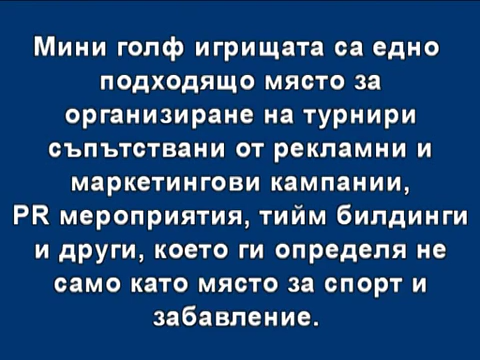 Мини голф игрищата са едно
подходящо място за
организиране на турнири
съпътствани от рекламни и
маркетингови кампании,
PR мероприятия, тийм билдинги
и други, което ги определя не
само като място за спорт и
забавление.